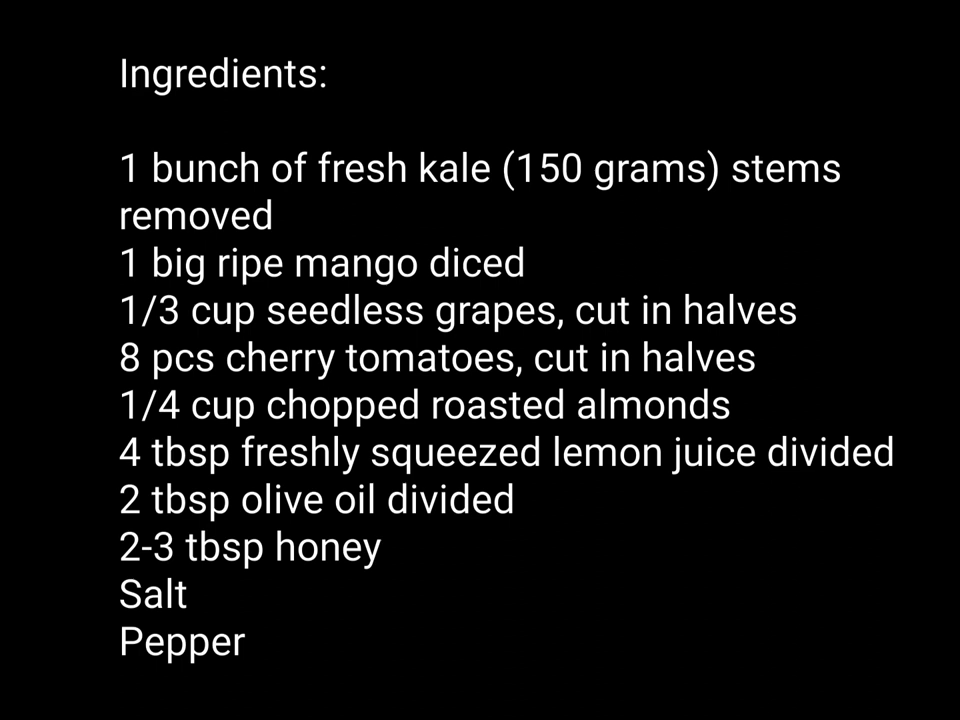 Ingredients:
1 bunch of fresh kale (150 grams) stems
removed
1 big ripe mango diced
1/3 cup seedless grapes, cut in halves
8 pcs cherry tomatoes, cut in halves
1/4 cup chopped roasted almonds
4 tbsp freshly squeezed lemon juice divided
2 tbsp olive oil divided
2-3 tbsp honey
Salt
Pepper